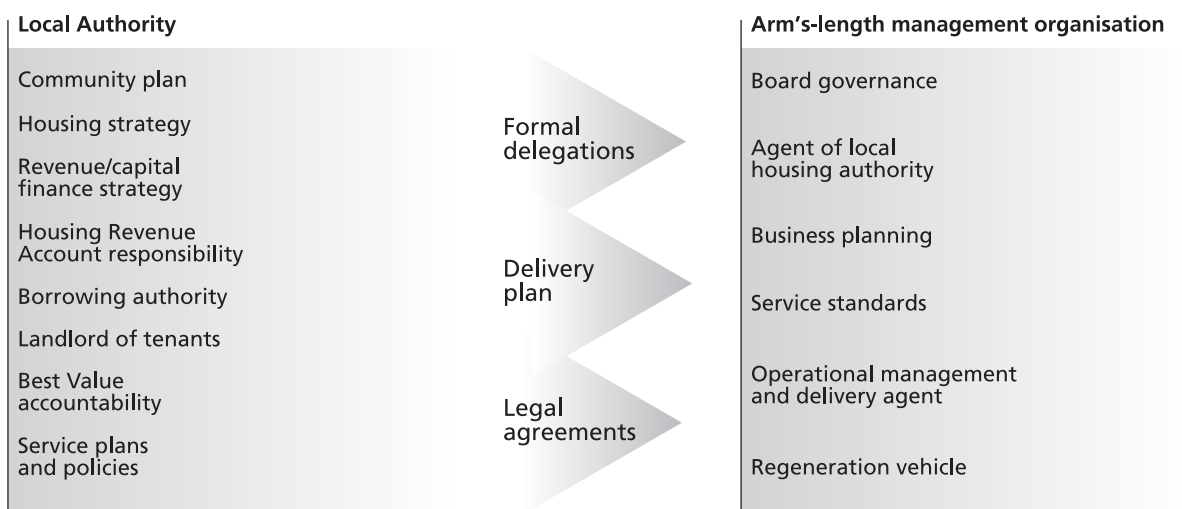 Local Authority
Community plan
Housing strategy
Revenue/capital
finance strategy
Housing Revenue
Account responsibility
Borrowing authority
Landlord of tenants
Best Value
accountability
Service plans
and policies
Formal
delegations
Delivery
plan
Legal
agreements
Arm's-length management organisation
Board governance
Agent of local
housing authority
Business planning
Service standards
Operational management
and delivery agent
Regeneration vehicle